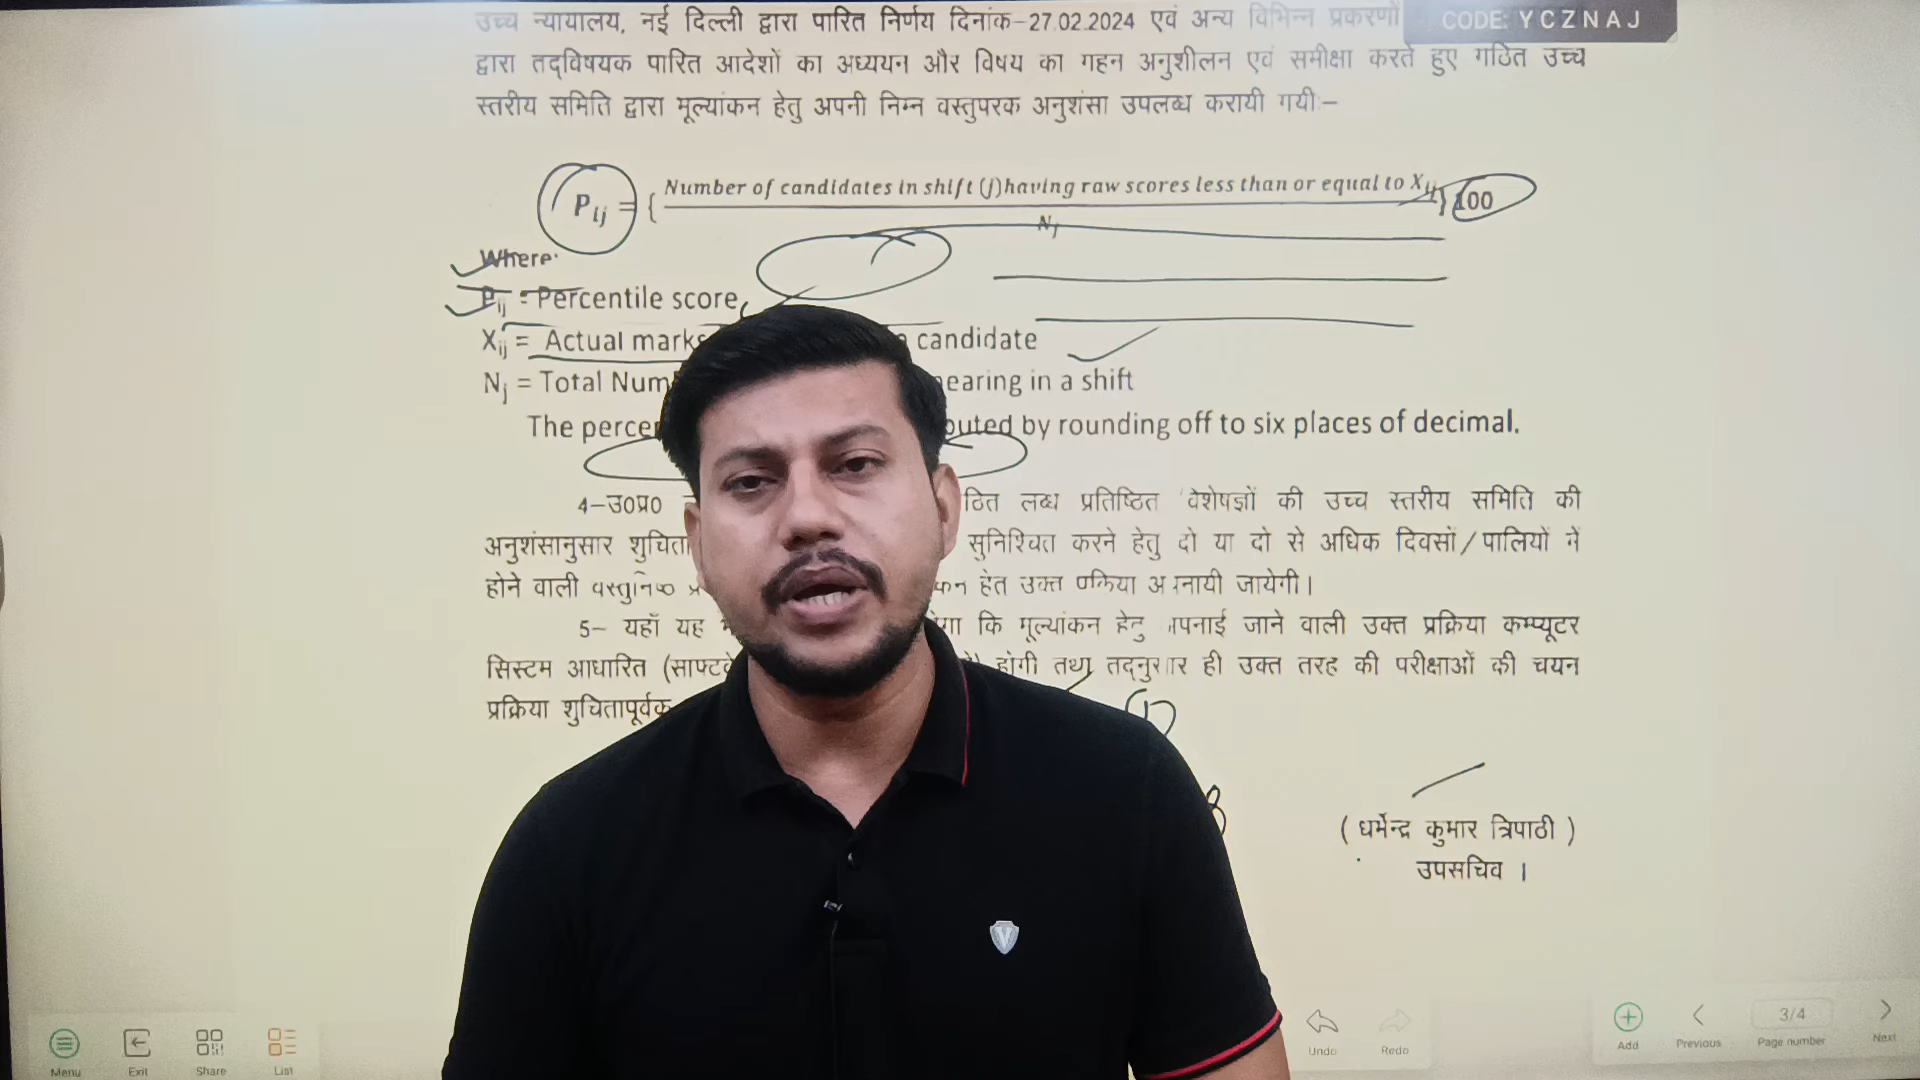 उच्च न्यायालय, नई दिल्ली द्वारा पारित निर्णय दिनांक-27.02.2024 एवं अन्य विभिन्न प्रकरणों
CODE: YCZNAJ
द्वारा तद्विषयक पारित आदेशों का अध्ययन और विषय का गहन अनुशीलन एवं समीक्षा करते हुए गठित उच्च
स्तरीय समिति द्वारा मूल्यांकन हेतु अपनी निम्न वस्तुपरक अनुशंसा उपलब्ध करायी गयी:-
Pij = { Number of candidates in shift (j) having raw scores less than or equal to Xij } 100
Nj
Where:
Pij = Percentile score,
Xij = Actual marks candidate
Nj = Total in a shift
The by rounding off to six places of decimal.
4-उ0प्र0 लब्ध प्रतिष्ठित की उच्च स्तरीय समिति की
अनुशंसानुसार सुनिश्चित करने हेतु दो या दो से अधिक दिवसों/पालियों में
होने वाली वस्तुनिष्ठ उक्त प्रक्रिया जायेगी।
5- यहाँ यह कि मूल्यांकन हेतु जाने वाली उक्त प्रक्रिया कम्प्यूटर
सिस्टम आधारित होगी तथा तद्नुसार ही उक्त तरह की परीक्षाओं की चयन
प्रक्रिया शुचितापूर्वक
( धर्मेन्द्र कुमार त्रिपाठी )
उपसचिव ।
Menu Exit Share List Undo Redo Add Previous 3/4 Page number Next